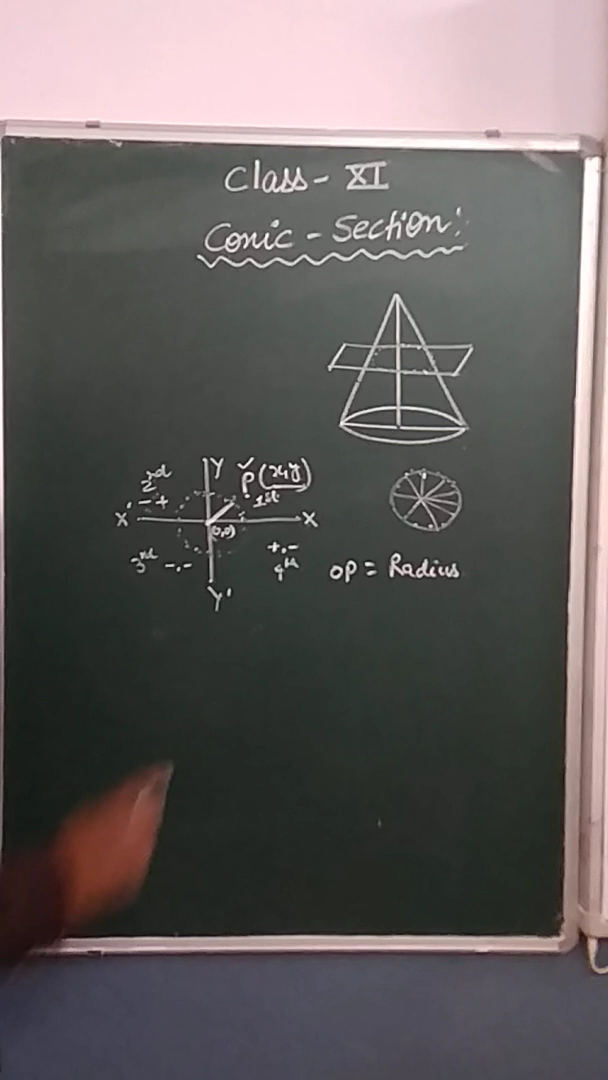 Class - XI
Conic - Section :
2nd
Y
P (x, y)
- +
1st
X'
(0,0)
X
3rd
-, -
+, -
4th
Y'
OP = Radius